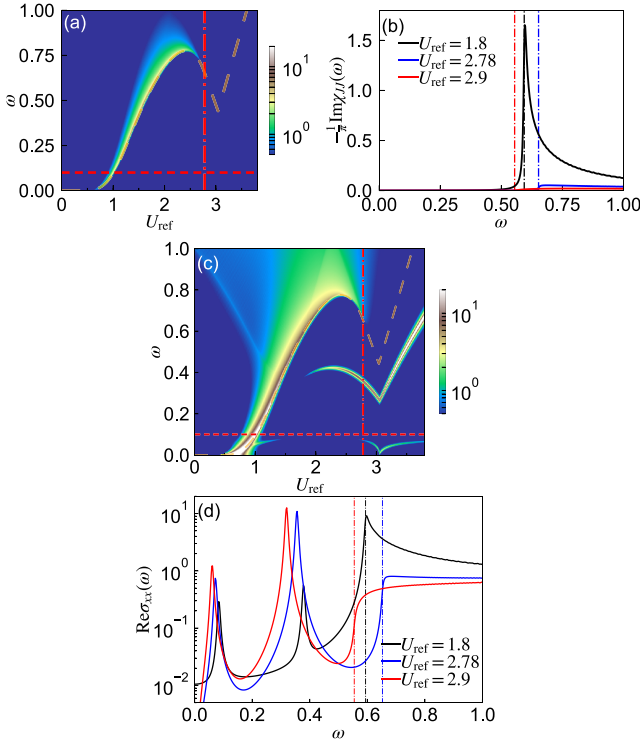 (a)
ω
1.00
0.75
0.50
0.25
0.00
0
1
2
3
U_ref
10^1
10^0
(b)
-1/π Imχ_JJ(ω)
1.5
1.0
0.5
0.0
U_ref = 1.8
U_ref = 2.78
U_ref = 2.9
0.00 0.25 0.50 0.75 1.00
ω
(c)
ω
1.0
0.8
0.6
0.4
0.2
0.0
0
1
2
3
U_ref
10^1
10^0
(d)
Reσ_xx(ω)
10^1
10^0
10^-1
10^-2
U_ref = 1.8
U_ref = 2.78
U_ref = 2.9
0.0 0.2 0.4 0.6 0.8 1.0
ω